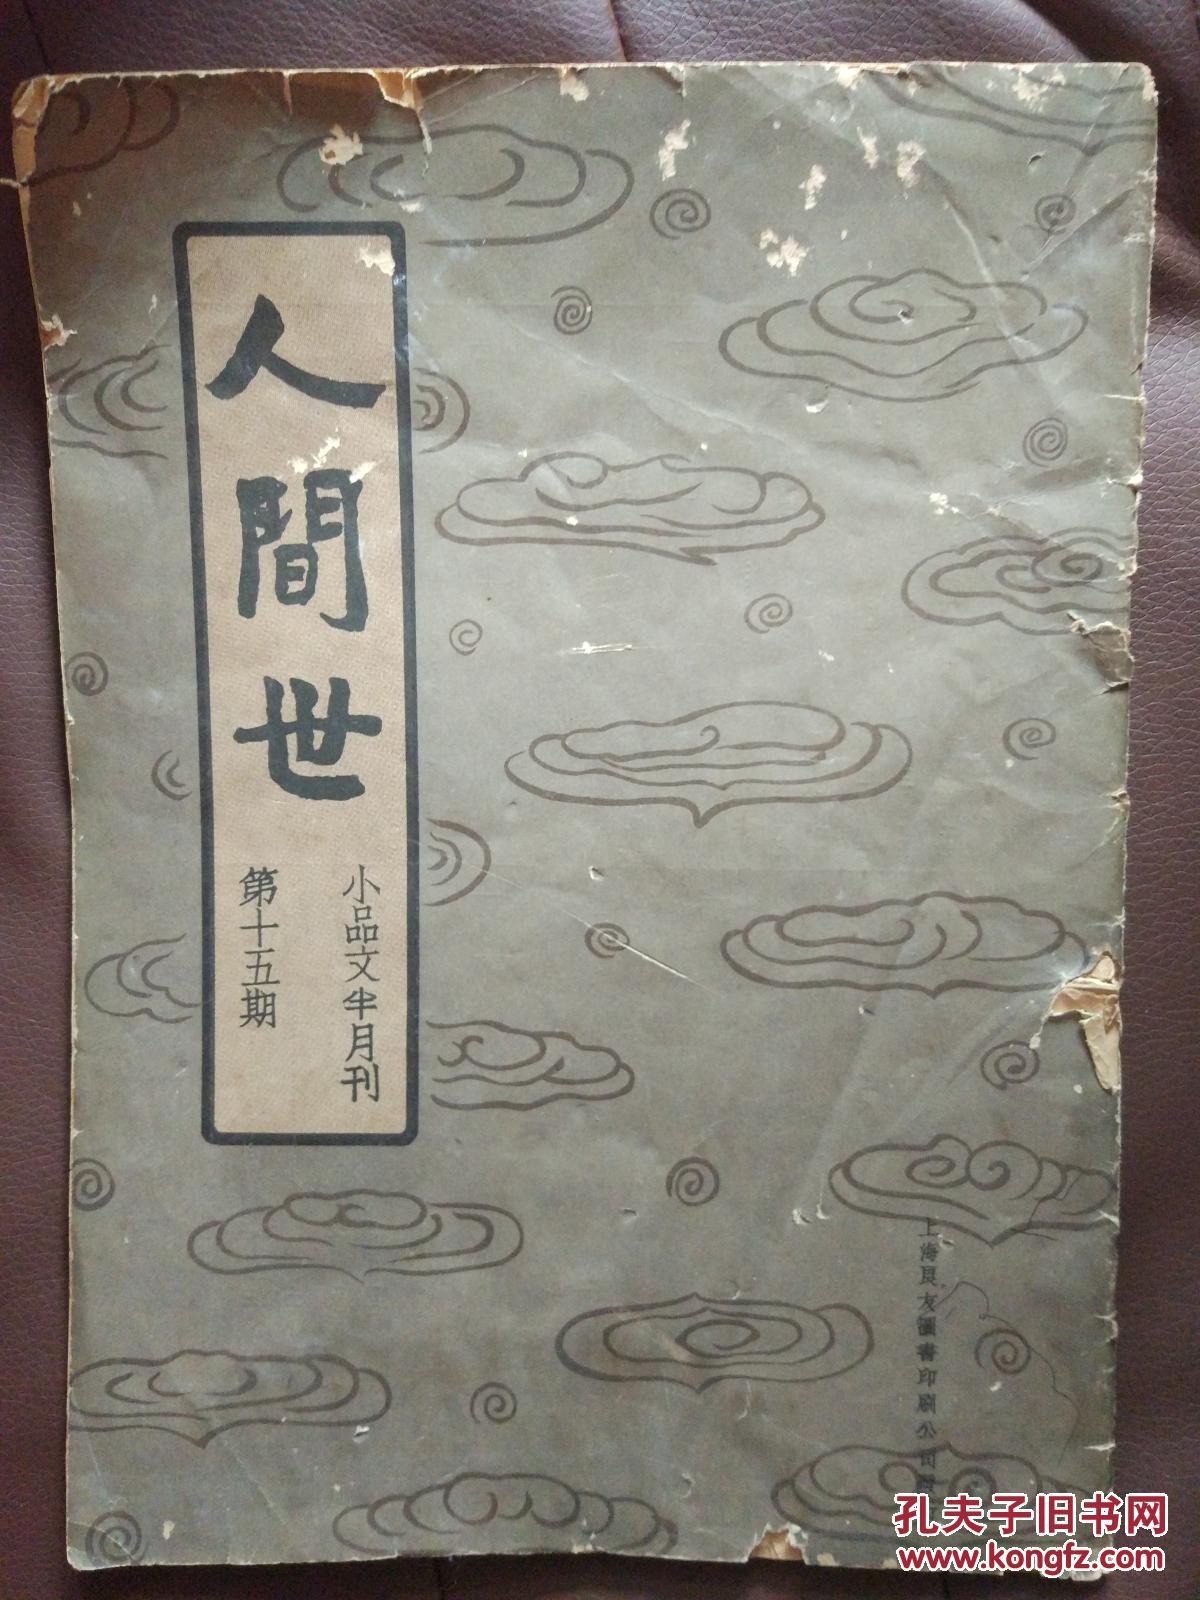 人間世
小品文半月刊
第十五期
上海良友圖書印刷公司
孔夫子旧书网
www.kongfz.com